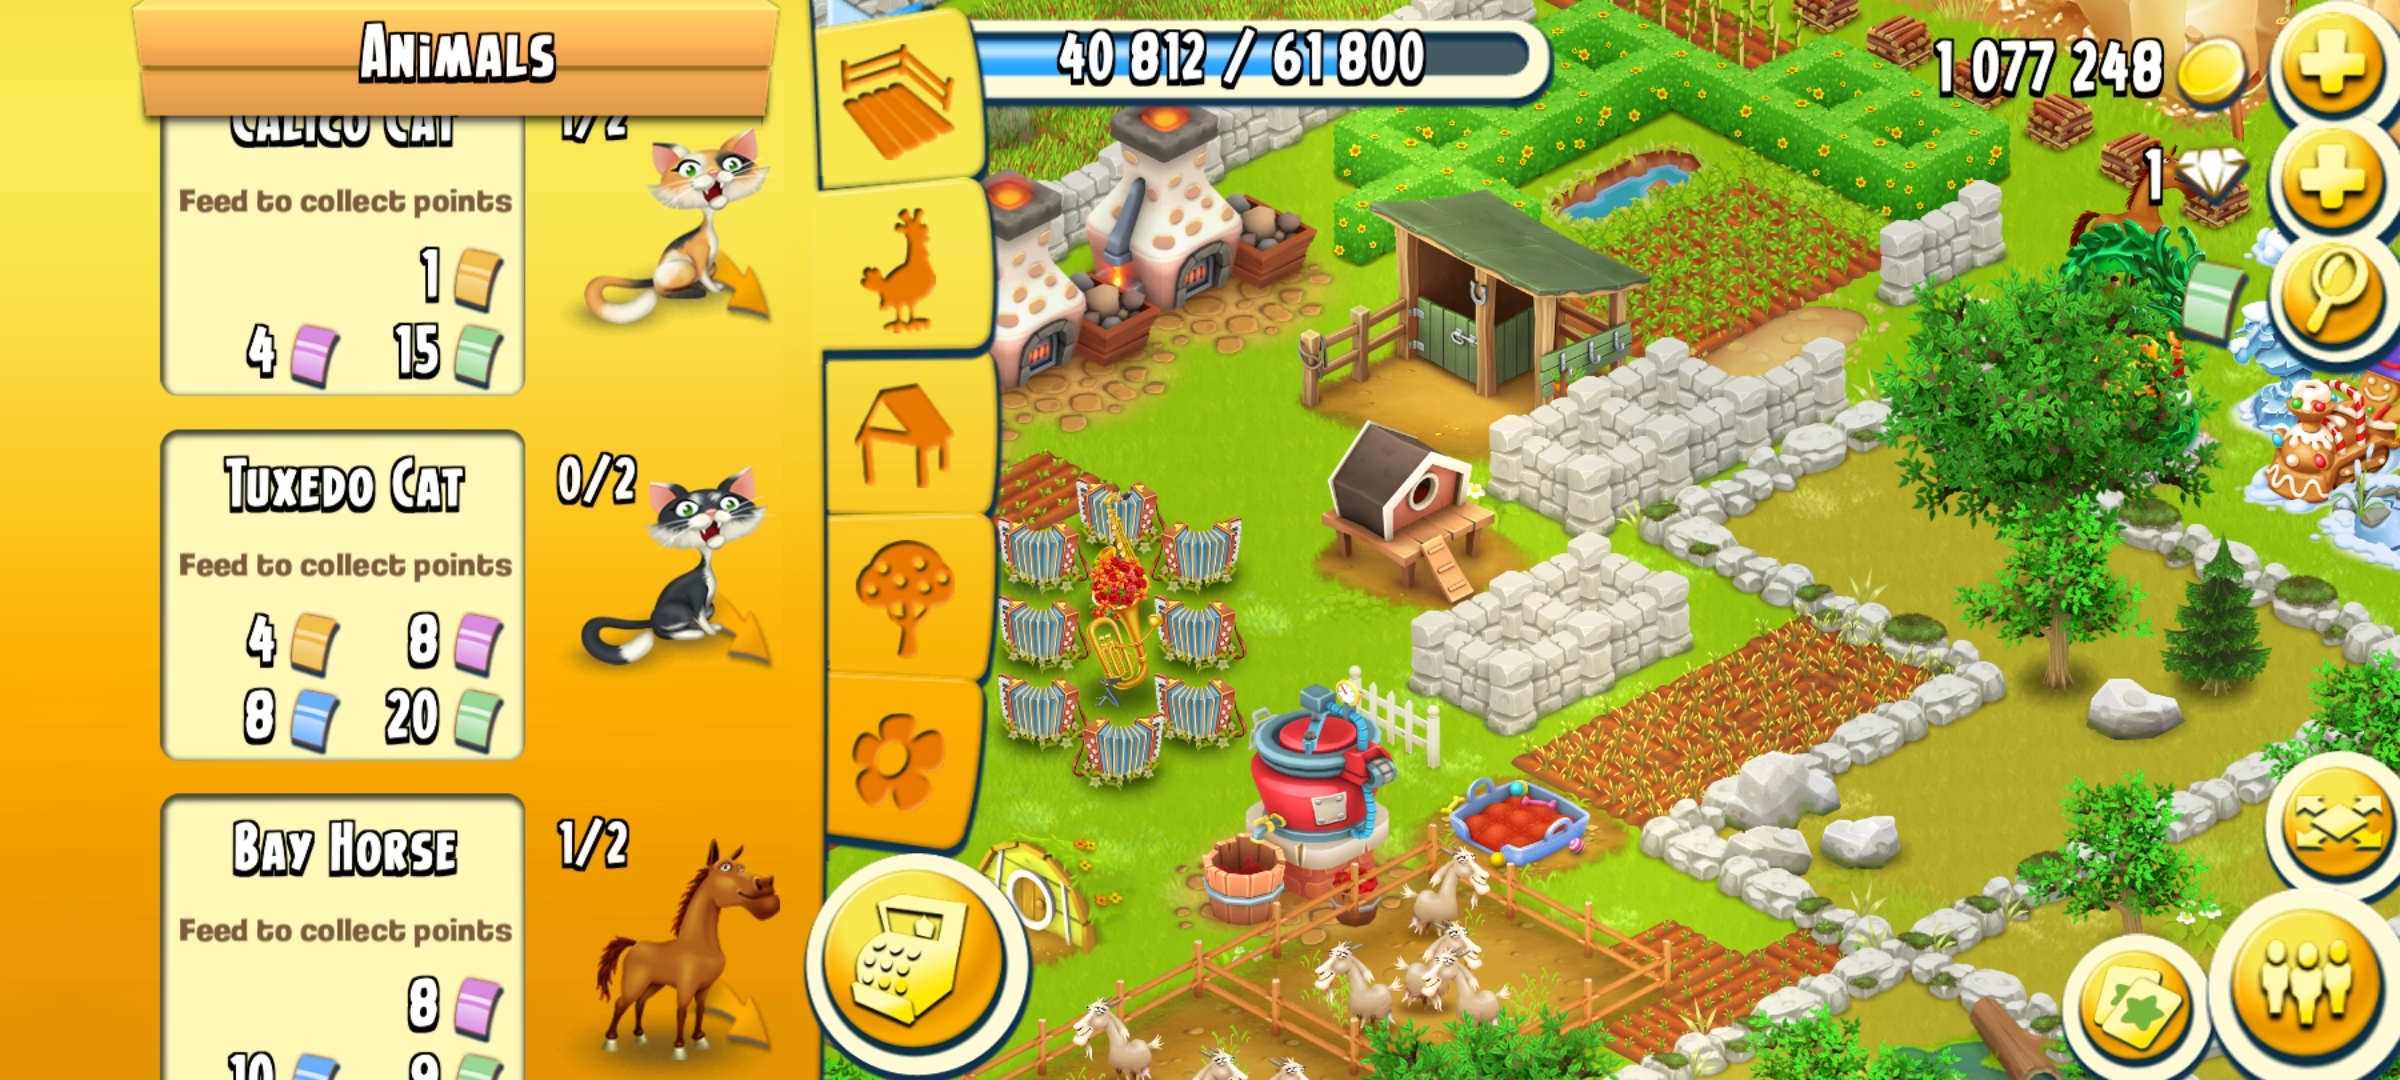 ANIMALS
40 812 / 61 800
1 077 248
1
CALICO CAT
1/2
Feed to collect points
1
4
15
TUXEDO CAT
0/2
Feed to collect points
4
8
8
20
BAY HORSE
1/2
Feed to collect points
8
10
9